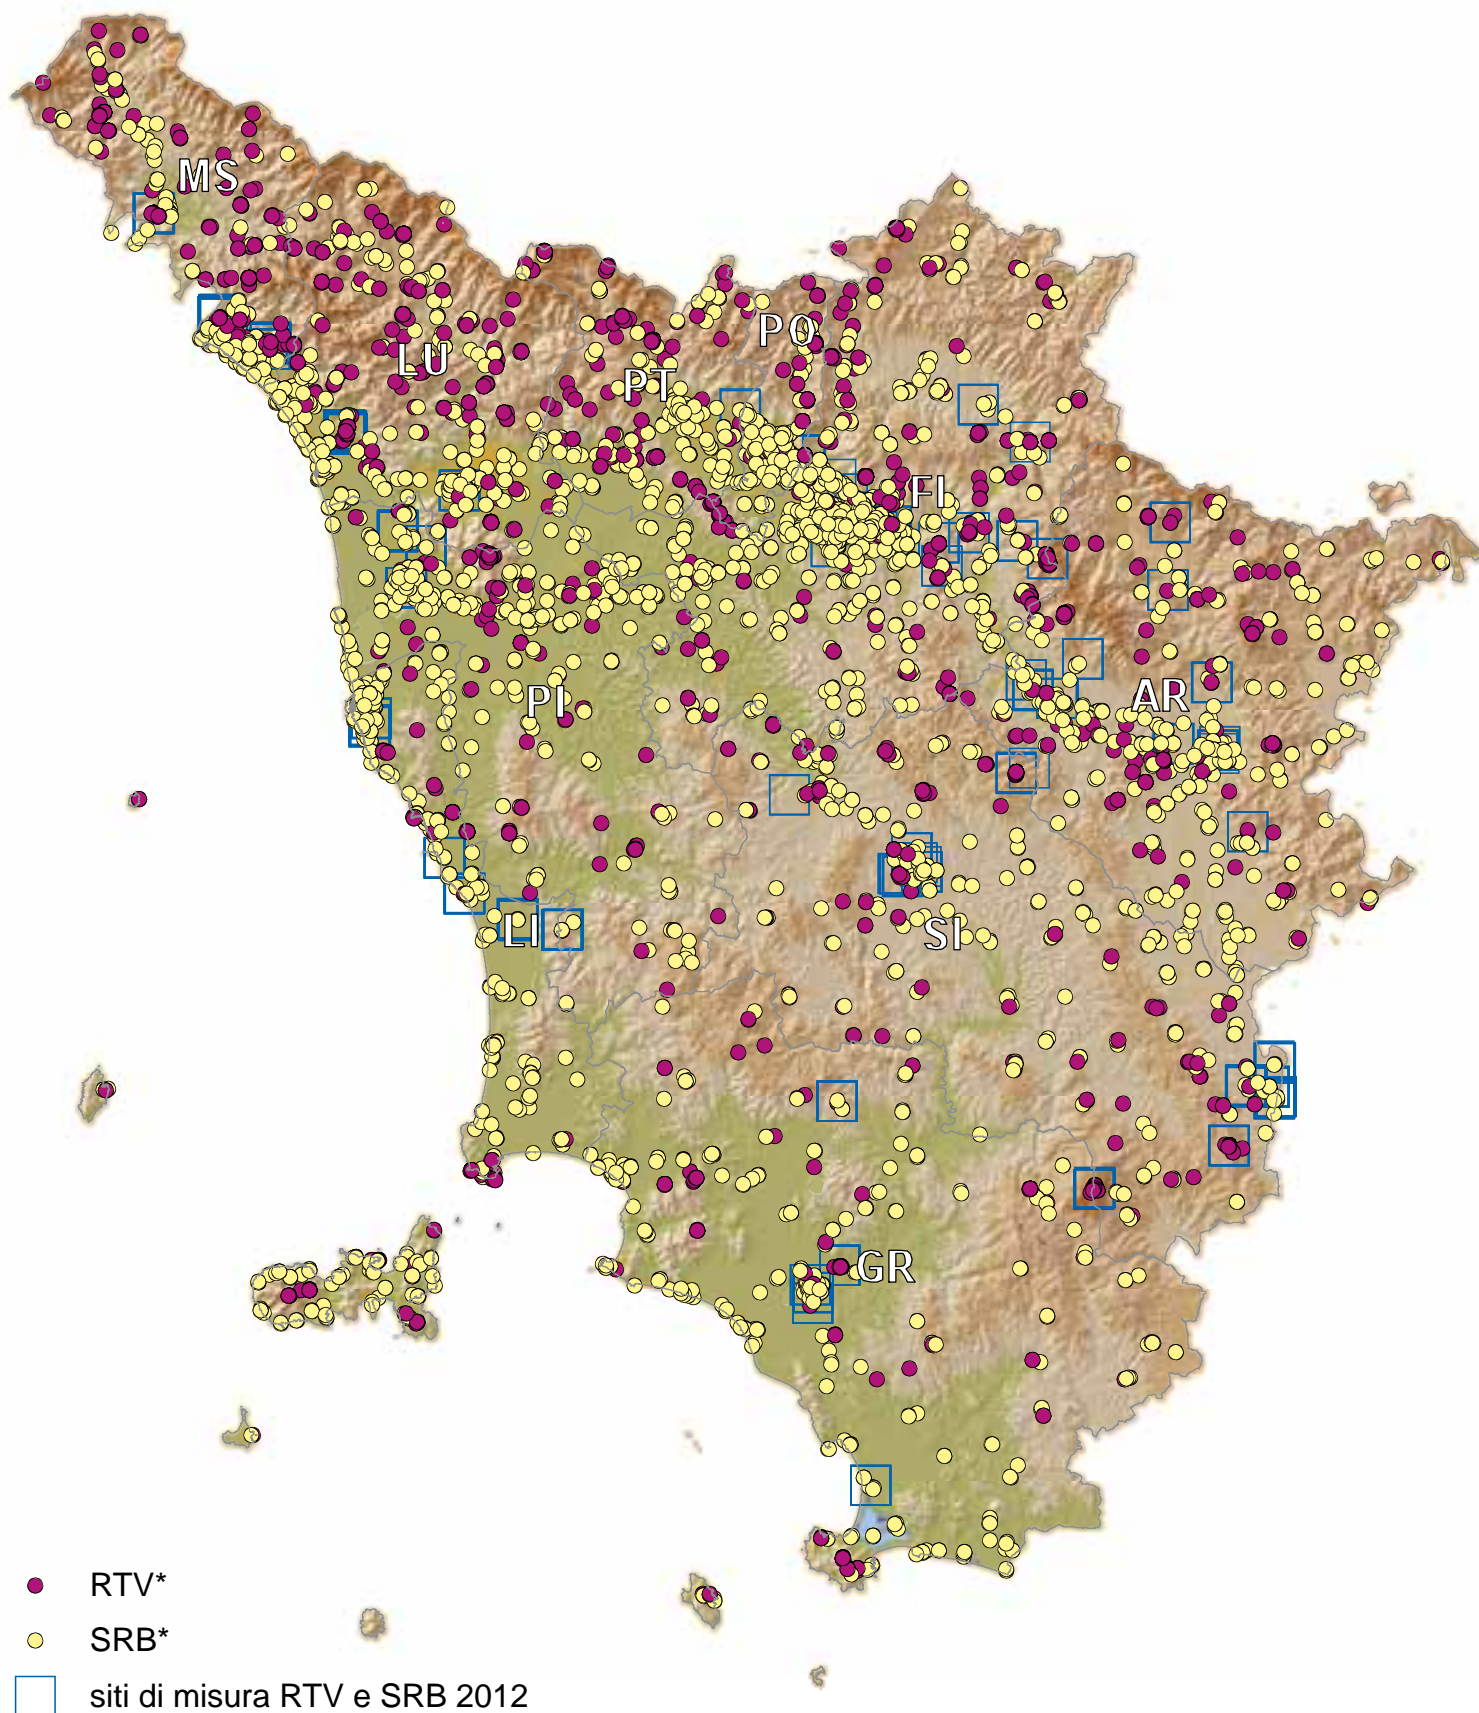 MS
PO
LU
PT
FI
AR
PI
LI
SI
GR
RTV*
SRB*
siti di misura RTV e SRB 2012